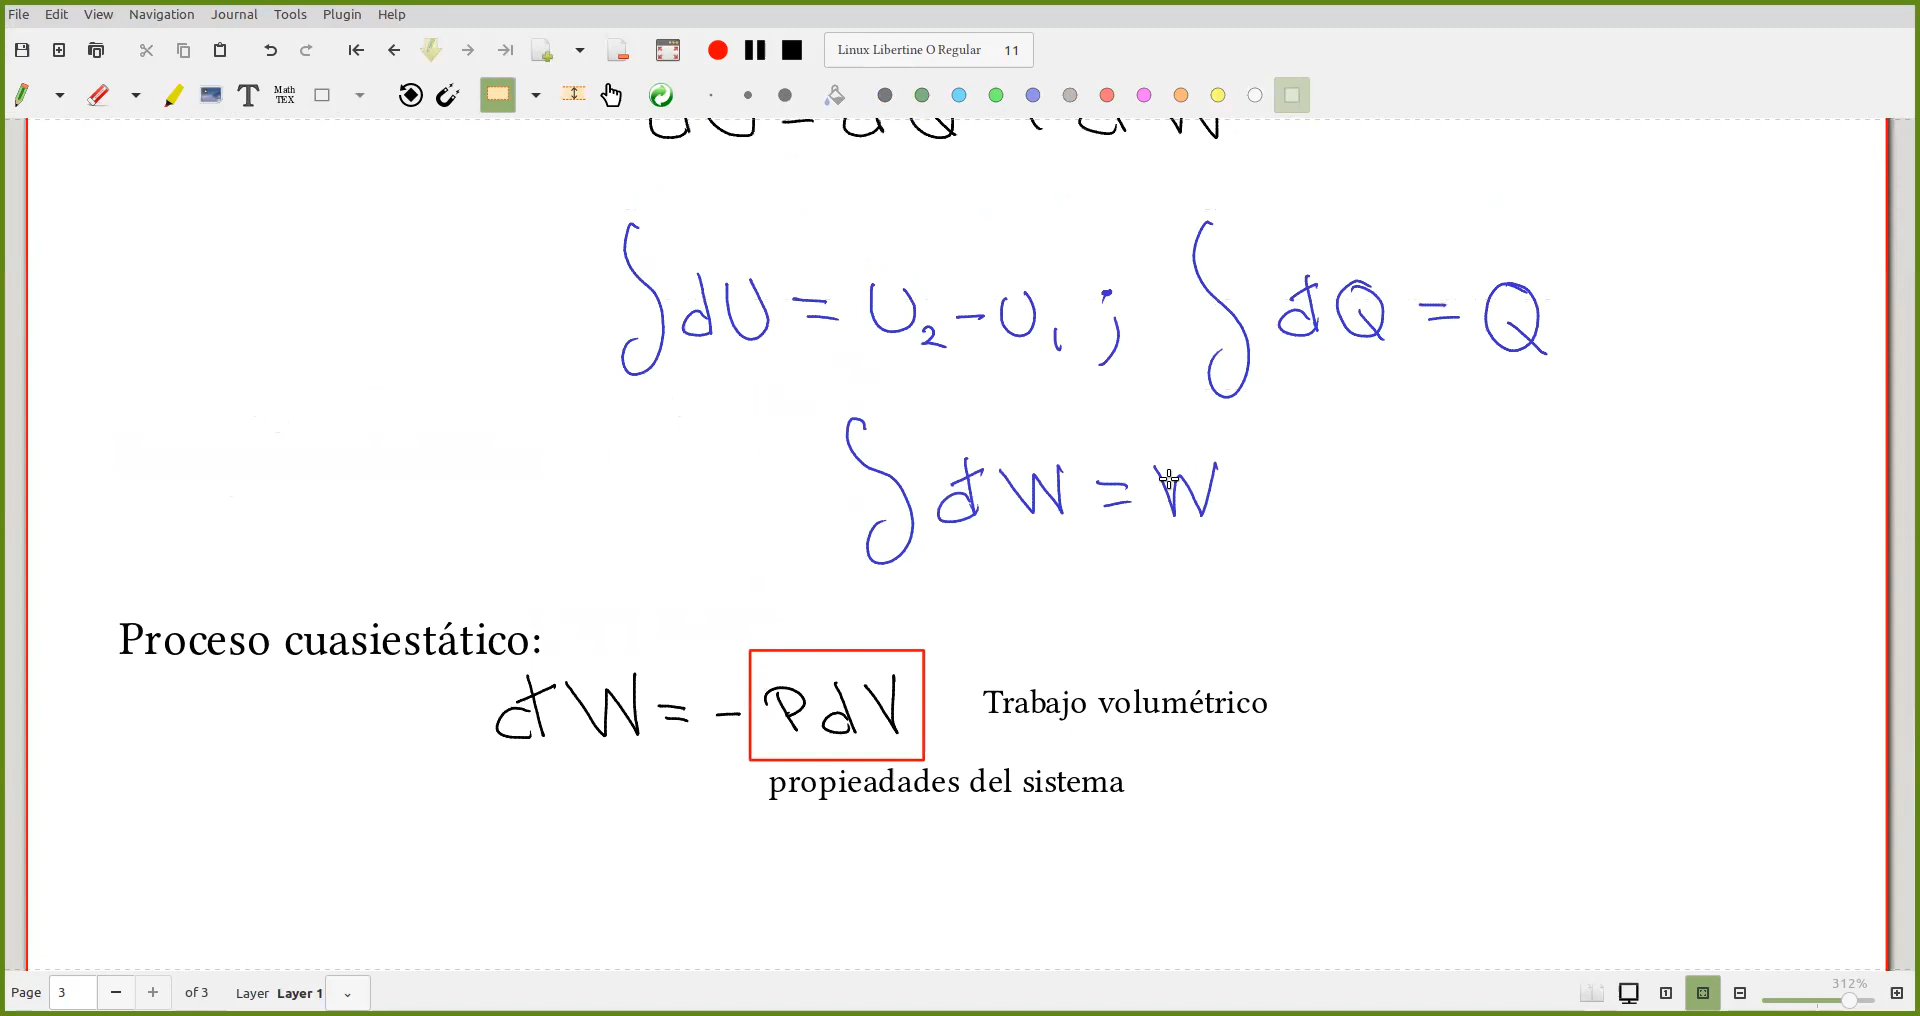 File Edit View Navigation Journal Tools Plugin Help
Linux Libertine O Regular 11
Math
TEX
∫dU = U₂ - U₁ ; ∫đQ = Q
∫đW = W
Proceso cuasiestático:
đW = - PdV Trabajo volumétrico
propieadades del sistema
Page 3 of 3 Layer Layer 1 312%